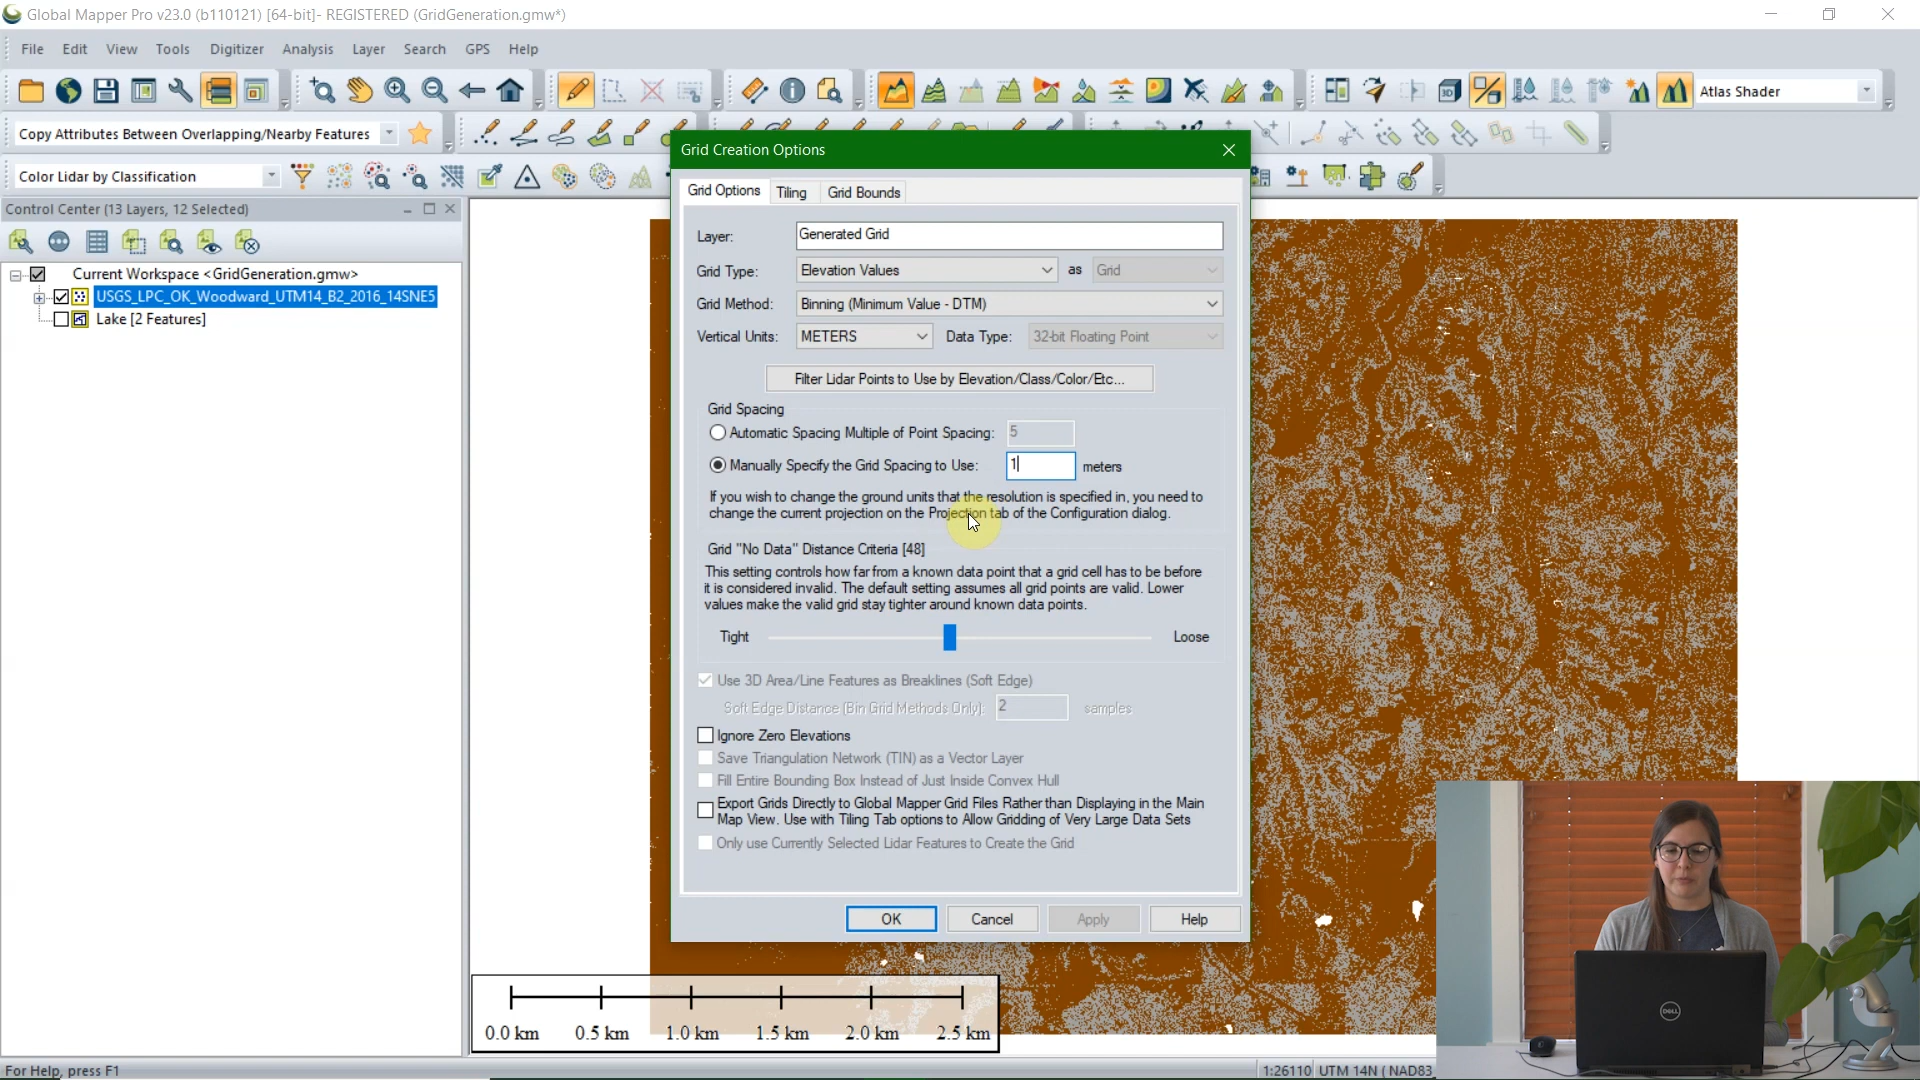 Global Mapper Pro v23.0 (b110121) [64-bit]- REGISTERED (GridGeneration.gmw*)
File Edit View Tools Digitizer Analysis Layer Search GPS Help
Atlas Shader
Copy Attributes Between Overlapping/Nearby Features
Color Lidar by Classification
Control Center (13 Layers, 12 Selected)
Current Workspace <GridGeneration.gmw>
USGS_LPC_OK_Woodward_UTM14_B2_2016_14SNE5
Lake [2 Features]
Grid Creation Options
Grid Options Tiling Grid Bounds
Layer: Generated Grid
Grid Type: Elevation Values as Grid
Grid Method: Binning (Minimum Value - DTM)
Vertical Units: METERS Data Type: 32-bit Floating Point
Filter Lidar Points to Use by Elevation/Class/Color/Etc...
Grid Spacing
Automatic Spacing Multiple of Point Spacing: 5
Manually Specify the Grid Spacing to Use: 1 meters
If you wish to change the ground units that the resolution is specified in, you need to
change the current projection on the Projection tab of the Configuration dialog.
Grid "No Data" Distance Criteria [48]
This setting controls how far from a known data point that a grid cell has to be before
it is considered invalid. The default setting assumes all grid points are valid. Lower
values make the valid grid stay tighter around known data points.
Tight Loose
Use 3D Area/Line Features as Breaklines (Soft Edge)
Soft Edge Distance (Bin Grid Methods Only): 2 samples
Ignore Zero Elevations
Save Triangulation Network (TIN) as a Vector Layer
Fill Entire Bounding Box Instead of Just Inside Convex Hull
Export Grids Directly to Global Mapper Grid Files Rather than Displaying in the Main
Map View. Use with Tiling Tab options to Allow Gridding of Very Large Data Sets
Only use Currently Selected Lidar Features to Create the Grid
OK Cancel Apply Help
0.0 km 0.5 km 1.0 km 1.5 km 2.0 km 2.5 km
DELL
For Help, press F1
1:26110 UTM 14N ( NAD83